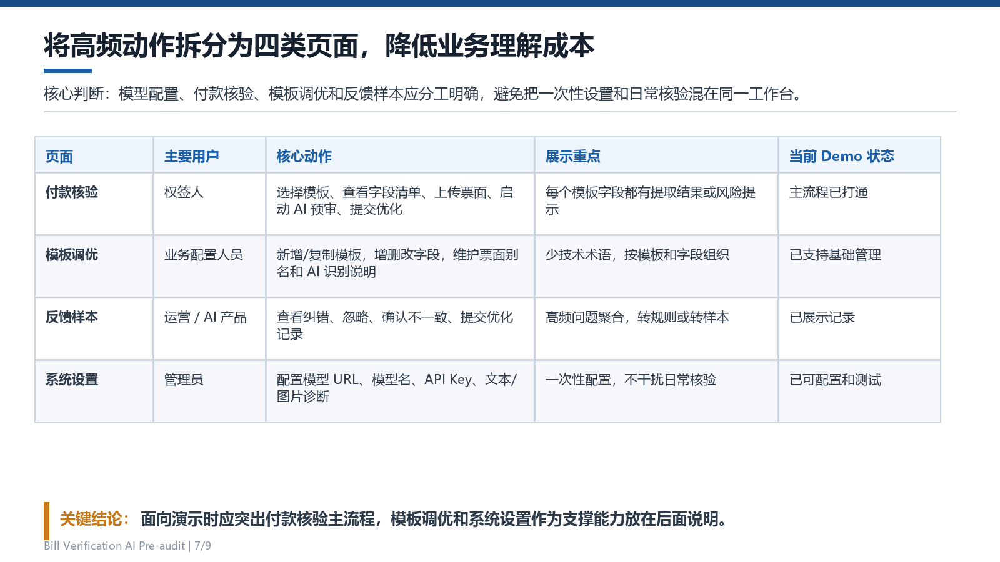 将高频动作拆分为四类页面，降低业务理解成本
核心判断：模型配置、付款核验、模板调优和反馈样本应分工明确，避免把一次性设置和日常核验混在同一工作台。
页面 主要用户 核心动作 展示重点 当前 Demo 状态
付款核验 权签人 选择模板、查看字段清单、上传票面、启 每个模板字段都有提取结果或风险提 主流程已打通
动 AI 预审、提交优化 示
模板调优 业务配置人员 新增/复制模板，增删改字段，维护票面别 少技术术语，按模板和字段组织 已支持基础管理
名和 AI 识别说明
反馈样本 运营 / AI 产品 查看纠错、忽略、确认不一致、提交优化 高频问题聚合，转规则或转样本 已展示记录
记录
系统设置 管理员 配置模型 URL、模型名、API Key、文本/ 一次性配置，不干扰日常核验 已可配置和测试
图片诊断
关键结论： 面向演示时应突出付款核验主流程，模板调优和系统设置作为支撑能力放在后面说明。
Bill Verification AI Pre-audit | 7/9